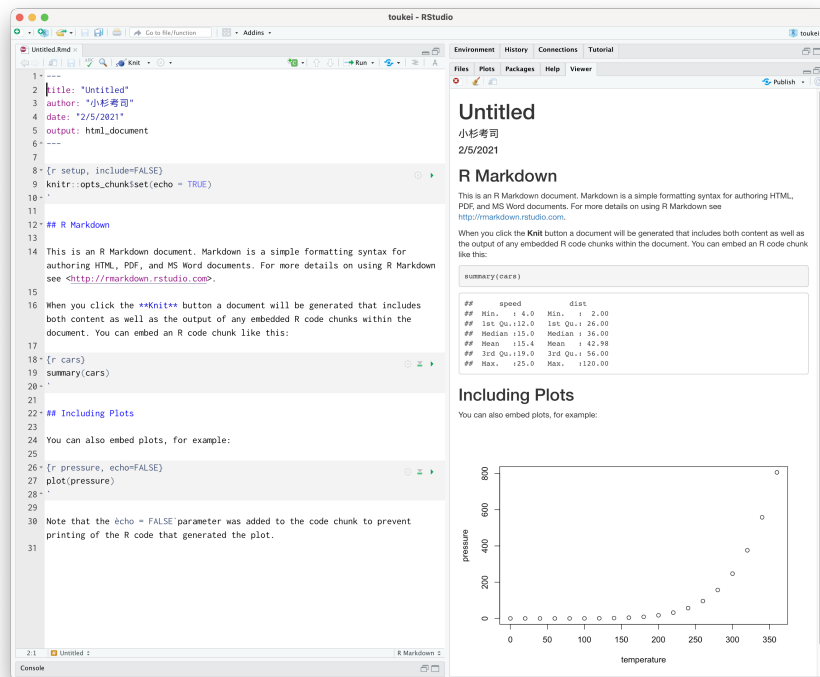 toukei - RStudio
Go to file/function
Addins
toukei
Untitled.Rmd
Knit
Run
1 ---
2 title: "Untitled"
3 author: "小杉考司"
4 date: "2/5/2021"
5 output: html_document
6 ---
7
8 {r setup, include=FALSE}
9 knitr::opts_chunk$set(echo = TRUE)
10 `
11
12 ## R Markdown
13
14 This is an R Markdown document. Markdown is a simple formatting syntax for
authoring HTML, PDF, and MS Word documents. For more details on using R Markdown
see <http://rmarkdown.rstudio.com>.
15
16 When you click the **Knit** button a document will be generated that includes
both content as well as the output of any embedded R code chunks within the
document. You can embed an R code chunk like this:
17
18 {r cars}
19 summary(cars)
20 `
21
22 ## Including Plots
23
24 You can also embed plots, for example:
25
26 {r pressure, echo=FALSE}
27 plot(pressure)
28 `
29
30 Note that the `echo = FALSE` parameter was added to the code chunk to prevent
printing of the R code that generated the plot.
31
2:1 Untitled
R Markdown
Console
Environment History Connections Tutorial
Files Plots Packages Help Viewer
Publish
Untitled
小杉考司
2/5/2021
R Markdown
This is an R Markdown document. Markdown is a simple formatting syntax for authoring HTML,
PDF, and MS Word documents. For more details on using R Markdown see
http://rmarkdown.rstudio.com.
When you click the Knit button a document will be generated that includes both content as well as
the output of any embedded R code chunks within the document. You can embed an R code chunk
like this:
summary(cars)
## speed dist
## Min. : 4.0 Min. : 2.00
## 1st Qu.:12.0 1st Qu.: 26.00
## Median :15.0 Median : 36.00
## Mean :15.4 Mean : 42.98
## 3rd Qu.:19.0 3rd Qu.: 56.00
## Max. :25.0 Max. :120.00
Including Plots
You can also embed plots, for example:
800
600
400
200
0
pressure
0 50 100 150 200 250 300 350
temperature